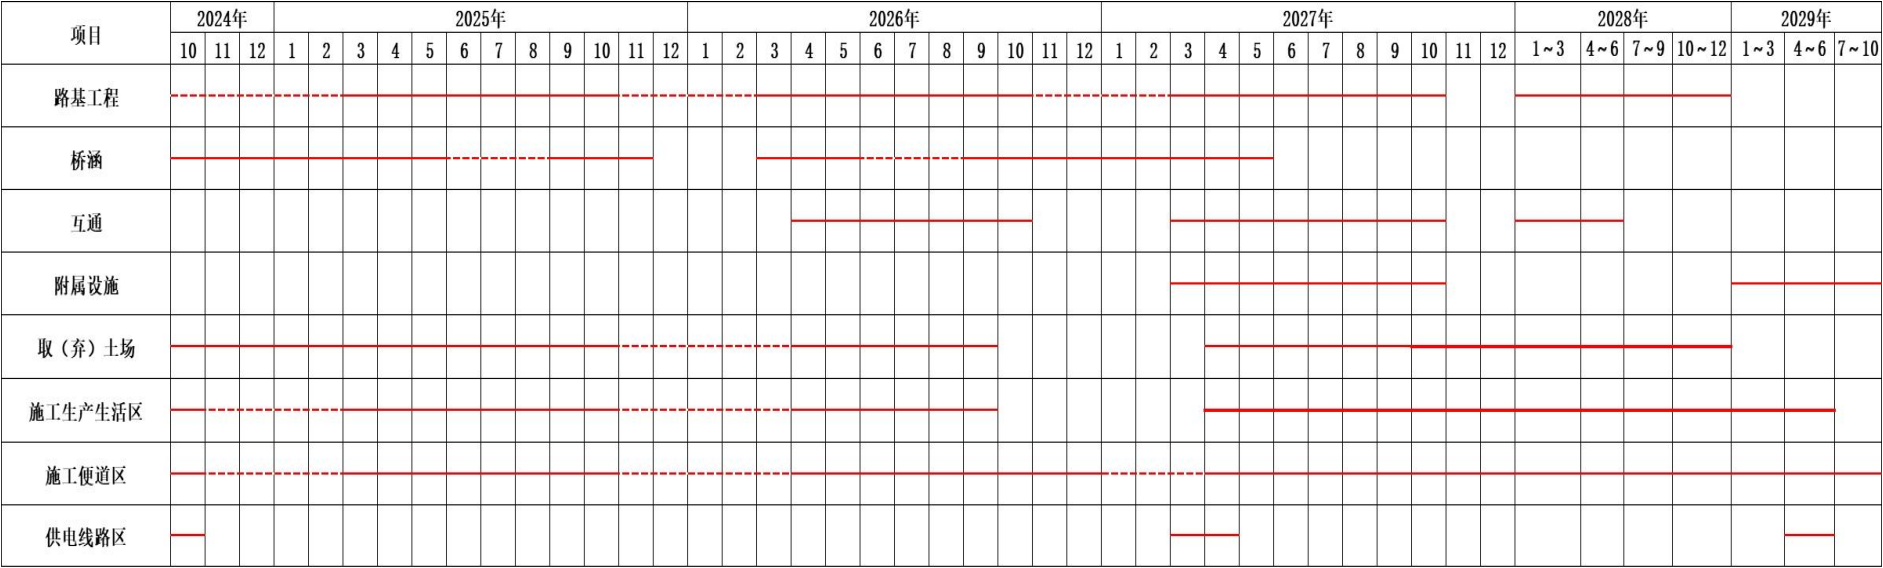 项目 2024年 2025年 2026年 2027年 2028年 2029年
10 11 12 1 2 3 4 5 6 7 8 9 10 11 12 1 2 3 4 5 6 7 8 9 10 11 12 1 2 3 4 5 6 7 8 9 10 11 12 1~3 4~6 7~9 10~12 1~3 4~6 7~10
路基工程
桥涵
互通
附属设施
取（弃）土场
施工生产生活区
施工便道区
供电线路区